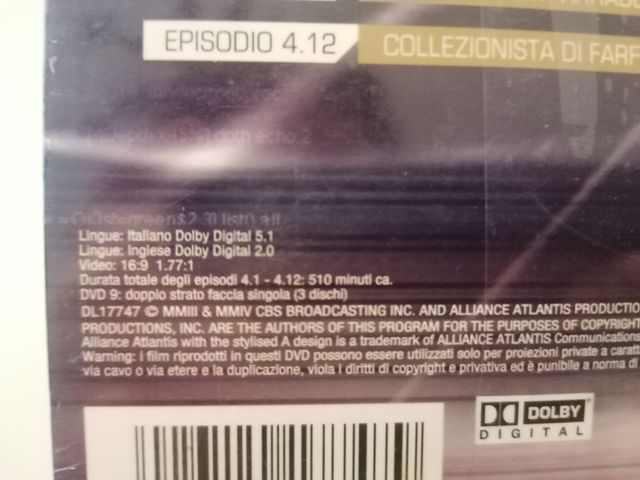 EPISODIO 4.12
COLLEZIONISTA DI FARF
Lingue: Italiano Dolby Digital 5.1
Lingue: Inglese Dolby Digital 2.0
Video: 16:9 1.77:1
Durata totale degli episodi 4.1 - 4.12: 510 minuti ca.
DVD 9: doppio strato faccia singola (3 dischi)
DL17747 © MMIII & MMIV CBS BROADCASTING INC. AND ALLIANCE ATLANTIS PRODUCTIO
PRODUCTIONS, INC. ARE THE AUTHORS OF THIS PROGRAM FOR THE PURPOSES OF COPYRIGHT
Alliance Atlantis with the stylised A design is a trademark of ALLIANCE ATLANTIS Communications
Warning: i film riprodotti in questi DVD possono essere utilizzati solo per proiezioni private a caratt
via cavo o via etere e la duplicazione, viola i diritti di copyright e privativa ed è punibile a norma di
DOLBY
DIGITAL